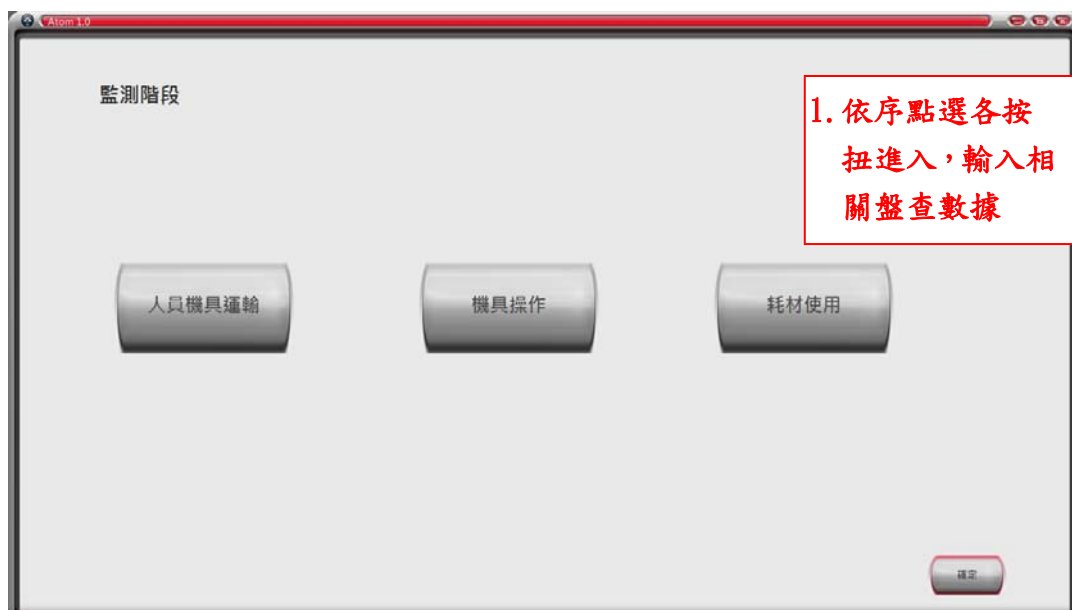 Atom 1.0
監測階段
1. 依序點選各按
扭進入，輸入相
關盤查數據
人員機具運輸
機具操作
耗材使用
確定